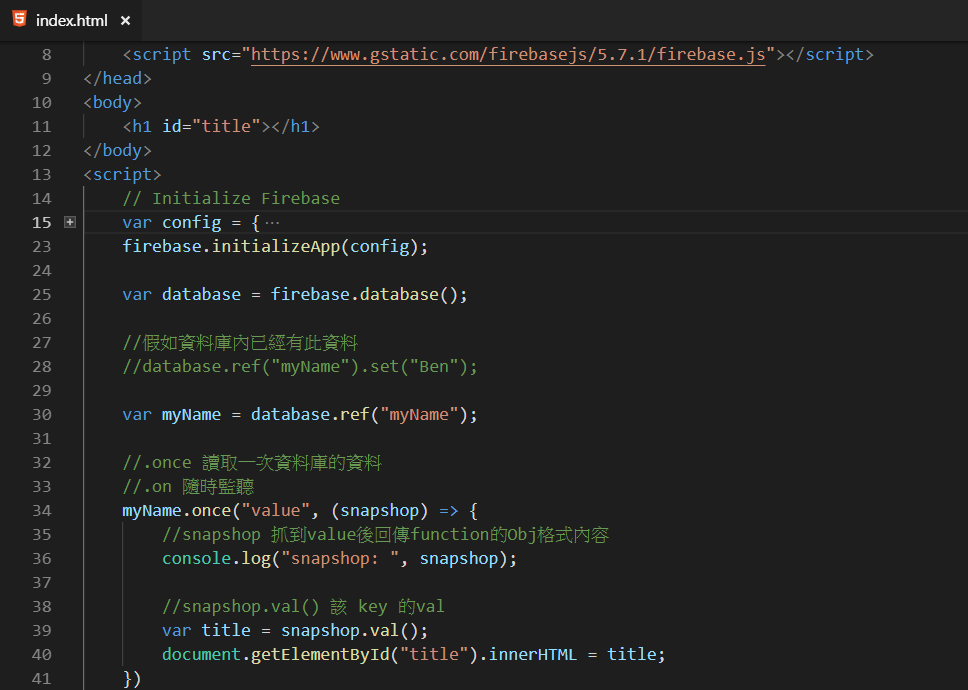 index.html ×
8 <script src="https://www.gstatic.com/firebasejs/5.7.1/firebase.js"></script>
9 </head>
10 <body>
11     <h1 id="title"></h1>
12 </body>
13 <script>
14     // Initialize Firebase
15     var config = {…
23     firebase.initializeApp(config);
24
25     var database = firebase.database();
26
27     //假如資料庫內已經有此資料
28     //database.ref("myName").set("Ben");
29
30     var myName = database.ref("myName");
31
32     //.once 讀取一次資料庫的資料
33     //.on 隨時監聽
34     myName.once("value", (snapshop) => {
35         //snapshop 抓到value後回傳function的Obj格式內容
36         console.log("snapshop: ", snapshop);
37
38         //snapshop.val() 該 key 的val
39         var title = snapshop.val();
40         document.getElementById("title").innerHTML = title;
41     })